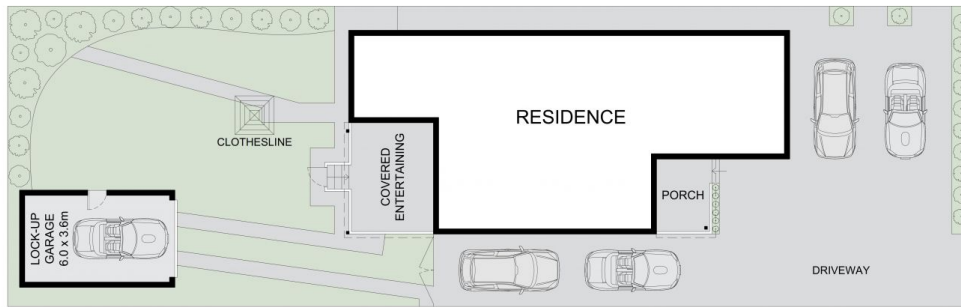 RESIDENCE
CLOTHESLINE
COVERED
ENTERTAINING
PORCH
LOCK-UP
GARAGE
6.0 x 3.6m
DRIVEWAY